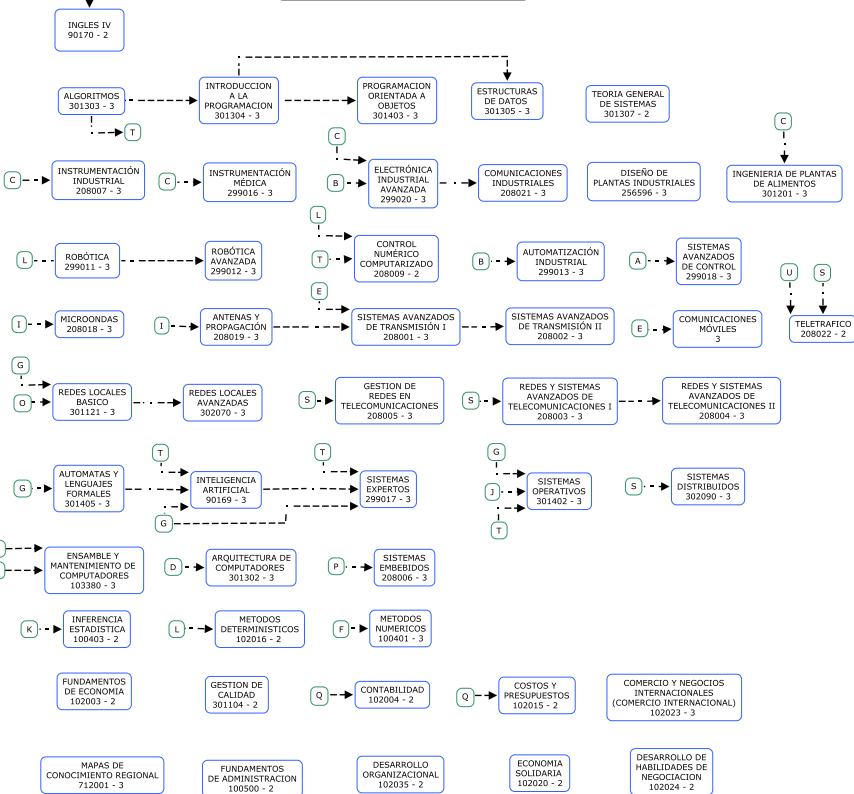 INGLES IV
90170 - 2
ALGORITMOS
301303 - 3
INTRODUCCION
A LA
PROGRAMACION
301304 - 3
PROGRAMACION
ORIENTADA A
OBJETOS
301403 - 3
ESTRUCTURAS
DE DATOS
301305 - 3
TEORIA GENERAL
DE SISTEMAS
301307 - 2
T
C
C
C
INSTRUMENTACIÓN
INDUSTRIAL
208007 - 3
C
INSTRUMENTACIÓN
MÉDICA
299016 - 3
B
ELECTRÓNICA
INDUSTRIAL
AVANZADA
299020 - 3
COMUNICACIONES
INDUSTRIALES
208021 - 3
DISEÑO DE
PLANTAS INDUSTRIALES
256596 - 3
INGENIERIA DE PLANTAS
DE ALIMENTOS
301201 - 3
L
L
ROBÓTICA
299011 - 3
ROBÓTICA
AVANZADA
299012 - 3
T
CONTROL
NUMÉRICO
COMPUTARIZADO
208009 - 2
B
AUTOMATIZACIÓN
INDUSTRIAL
299013 - 3
A
SISTEMAS
AVANZADOS
DE CONTROL
299018 - 3
U
S
E
I
MICROONDAS
208018 - 3
I
ANTENAS Y
PROPAGACIÓN
208019 - 3
SISTEMAS AVANZADOS
DE TRANSMISIÓN I
208001 - 3
SISTEMAS AVANZADOS
DE TRANSMISIÓN II
208002 - 3
E
COMUNICACIONES
MÓVILES
3
TELETRAFICO
208022 - 2
G
O
REDES LOCALES
BASICO
301121 - 3
REDES LOCALES
AVANZADAS
302070 - 3
S
GESTION DE
REDES EN
TELECOMUNICACIONES
208005 - 3
S
REDES Y SISTEMAS
AVANZADOS DE
TELECOMUNICACIONES I
208003 - 3
REDES Y SISTEMAS
AVANZADOS DE
TELECOMUNICACIONES II
208004 - 3
T
T
G
G
AUTOMATAS Y
LENGUAJES
FORMALES
301405 - 3
INTELIGENCIA
ARTIFICIAL
90169 - 3
SISTEMAS
EXPERTOS
299017 - 3
J
SISTEMAS
OPERATIVOS
301402 - 3
S
SISTEMAS
DISTRIBUIDOS
302090 - 3
G
T
ENSAMBLE Y
MANTENIMIENTO DE
COMPUTADORES
103380 - 3
D
ARQUITECTURA DE
COMPUTADORES
301302 - 3
P
SISTEMAS
EMBEBIDOS
208006 - 3
K
INFERENCIA
ESTADISTICA
100403 - 2
L
METODOS
DETERMINISTICOS
102016 - 2
F
METODOS
NUMERICOS
100401 - 3
FUNDAMENTOS
DE ECONOMIA
102003 - 2
GESTION DE
CALIDAD
301104 - 2
Q
CONTABILIDAD
102004 - 2
Q
COSTOS Y
PRESUPUESTOS
102015 - 2
COMERCIO Y NEGOCIOS
INTERNACIONALES
(COMERCIO INTERNACIONAL)
102023 - 3
MAPAS DE
CONOCIMIENTO REGIONAL
712001 - 3
FUNDAMENTOS
DE ADMINISTRACION
100500 - 2
DESARROLLO
ORGANIZACIONAL
102035 - 2
ECONOMIA
SOLIDARIA
102020 - 2
DESARROLLO DE
HABILIDADES DE
NEGOCIACION
102024 - 2